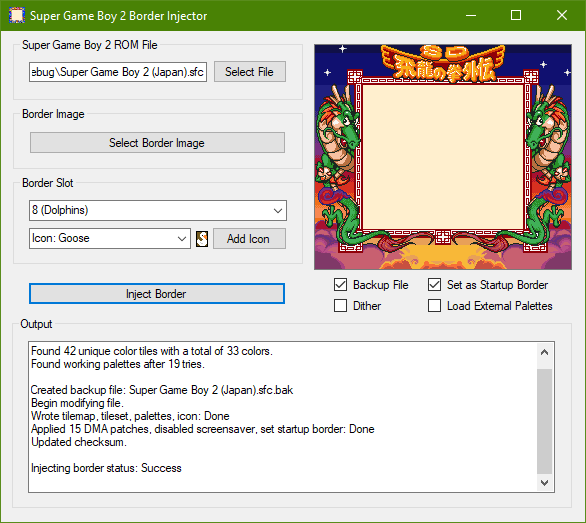 Super Game Boy 2 Border Injector
Super Game Boy 2 ROM File
ebug\Super Game Boy 2 (Japan).sfc
Select File
Border Image
Select Border Image
Border Slot
8 (Dolphins)
Icon: Goose
Add Icon
Inject Border
SD
飛龍の拳外伝
Backup File
Set as Startup Border
Dither
Load External Palettes
Output
Found 42 unique color tiles with a total of 33 colors.
Found working palettes after 19 tries.
Created backup file: Super Game Boy 2 (Japan).sfc.bak
Begin modifying file.
Wrote tilemap, tileset, palettes, icon: Done
Applied 15 DMA patches, disabled screensaver, set startup border: Done
Updated checksum.
Injecting border status: Success